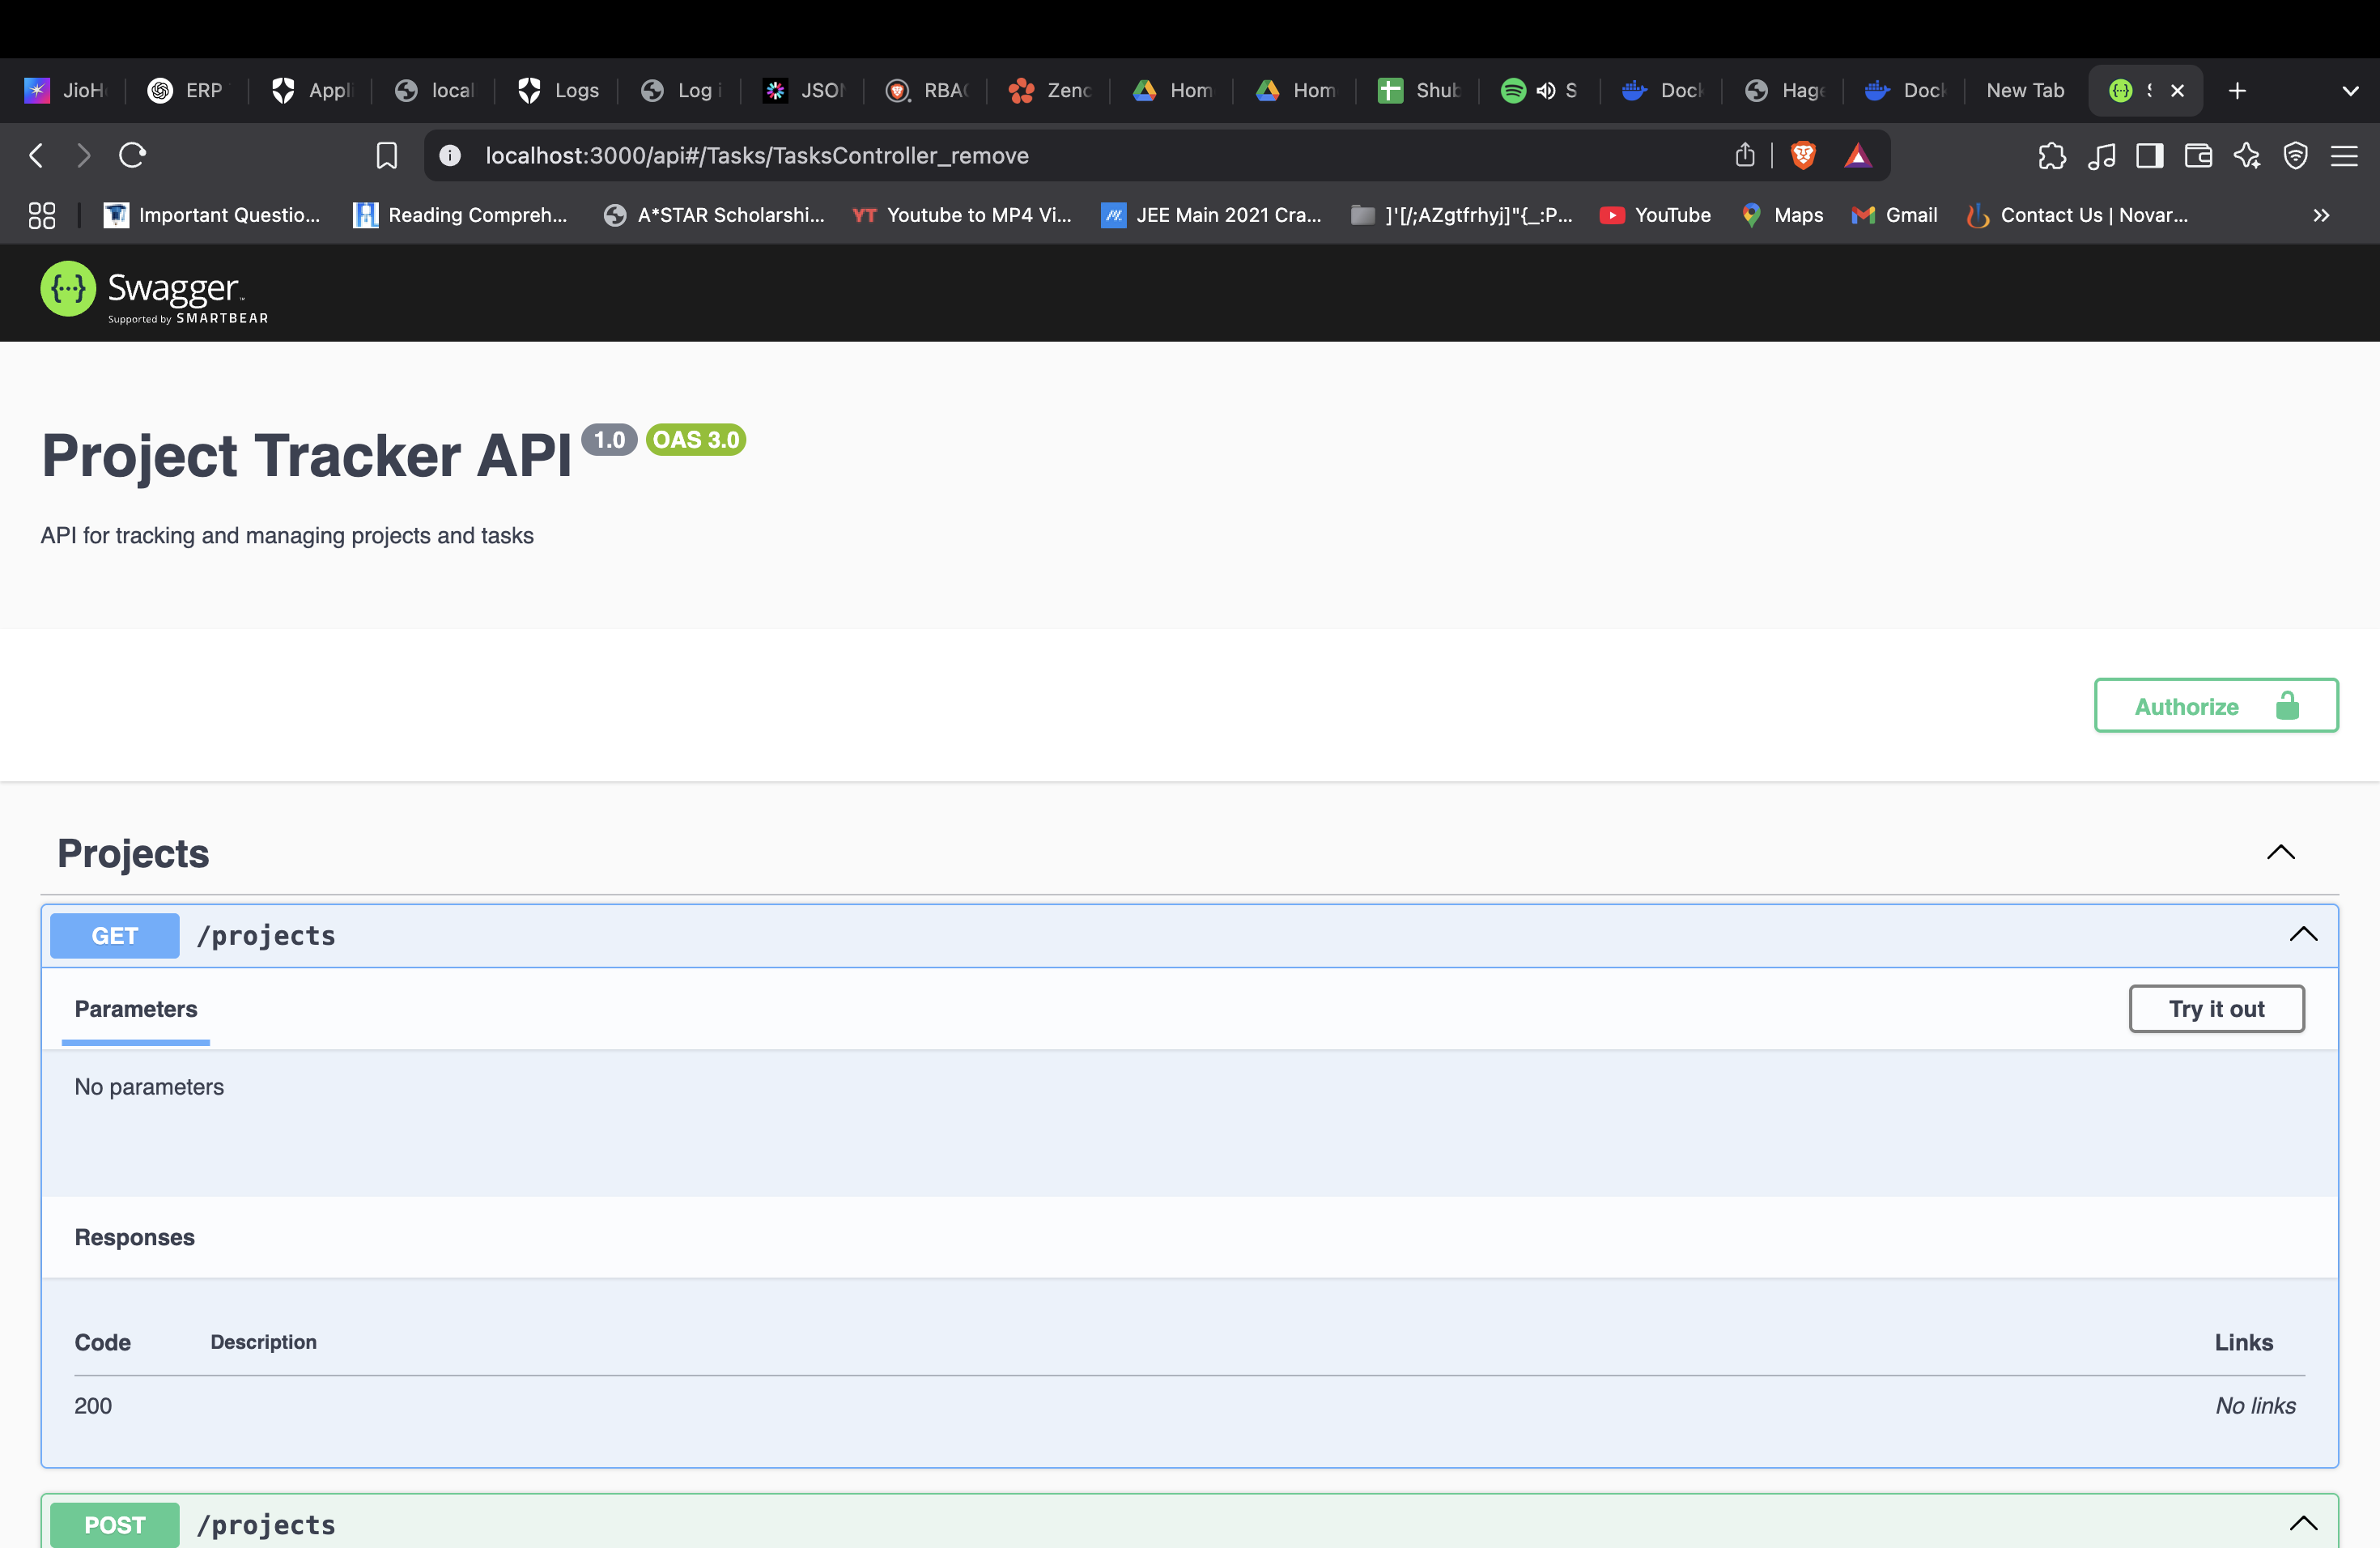 JioH ERP Appli local Logs Log i JSON RBAC Zenc Hom Hom Shub S Dock Hage Dock New Tab
localhost:3000/api#/Tasks/TasksController_remove
Important Questio... Reading Compreh... A*STAR Scholarshi... YT Youtube to MP4 Vi... JEE Main 2021 Cra... ]'[/;AZgtfrhyj]"{_:P... YouTube Maps Gmail Contact Us | Novar...
{···} Swagger
Supported by SMARTBEAR
Project Tracker API 1.0 OAS 3.0
API for tracking and managing projects and tasks
Authorize
Projects
GET /projects
Parameters Try it out
No parameters
Responses
Code Description Links
200 No links
POST /projects